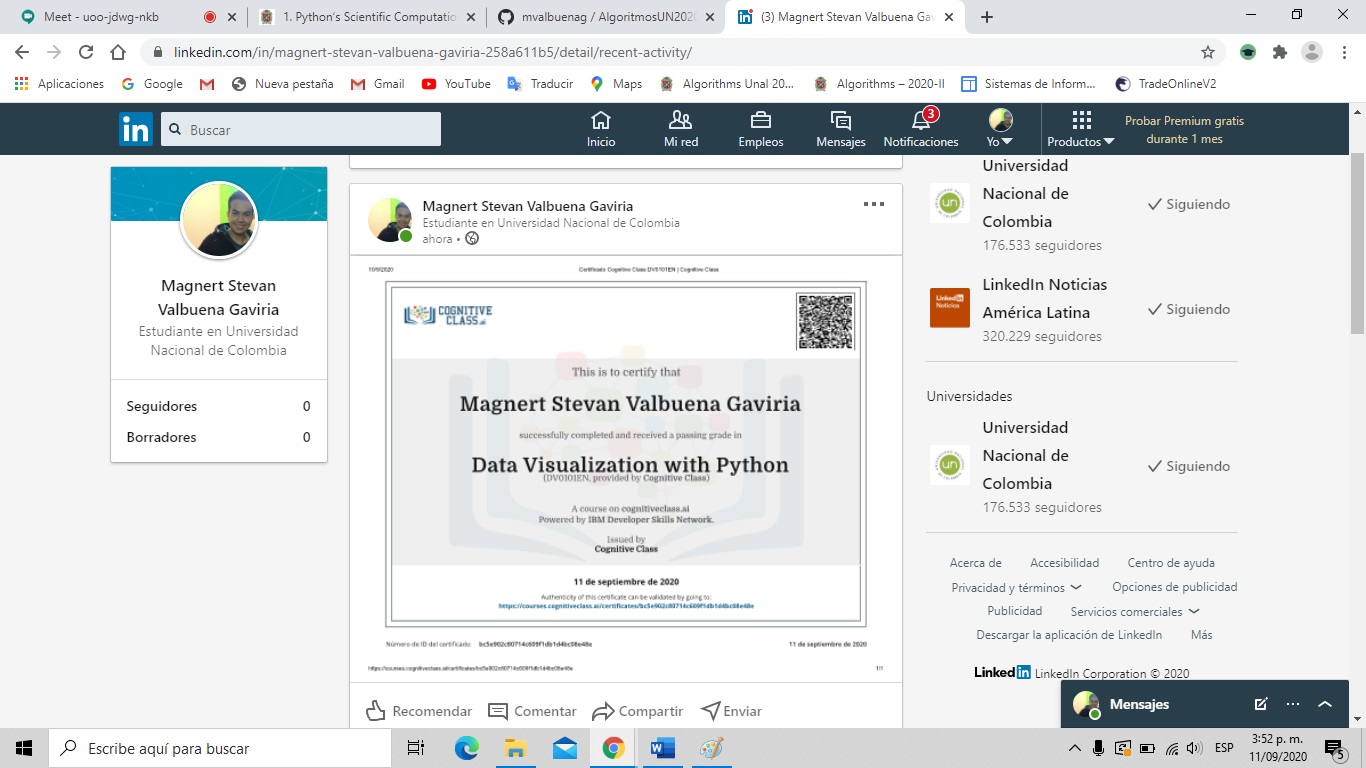 Meet - uoo-jdwg-nkb
1. Python's Scientific Computatio
mvalbuenag / AlgoritmosUN2020
(3) Magnert Stevan Valbuena Gav
linkedin.com/in/magnert-stevan-valbuena-gaviria-258a611b5/detail/recent-activity/
Aplicaciones
Google
Nueva pestaña
Gmail
YouTube
Traducir
Maps
Algorithms Unal 20...
Algorithms – 2020-II
Sistemas de Inform...
TradeOnlineV2
in
Buscar
Inicio
Mi red
Empleos
Mensajes
3
Notificaciones
Yo
Productos
Probar Premium gratis
durante 1 mes
Magnert Stevan
Valbuena Gaviria
Estudiante en Universidad
Nacional de Colombia
Seguidores 0
Borradores 0
Magnert Stevan Valbuena Gaviria
Estudiante en Universidad Nacional de Colombia
ahora •
10/9/2020
Certificado Cognitive Class DV0101EN | Cognitive Class
COGNITIVE
CLASS.ai
This is to certify that
Magnert Stevan Valbuena Gaviria
successfully completed and received a passing grade in
Data Visualization with Python
(DV0101EN, provided by Cognitive Class)
A course on cognitiveclass.ai
Powered by IBM Developer Skills Network.
Issued by
Cognitive Class
11 de septiembre de 2020
Authenticity of this certificate can be validated by going to:
https://courses.cognitiveclass.ai/certificates/bc5e902c80714c609f1db1d4bc08e48e
Número de ID del certificado: bc5e902c80714c609f1db1d4bc08e48e
11 de septiembre de 2020
https://courses.cognitiveclass.ai/certificates/bc5e902c80714c609f1db1d4bc08e48e
1/1
Recomendar
Comentar
Compartir
Enviar
Universidad
Nacional de
Colombia
176.533 seguidores
Siguiendo
LinkedIn
Noticias
LinkedIn Noticias
América Latina
320.229 seguidores
Siguiendo
Universidades
un
Universidad
Nacional de
Colombia
176.533 seguidores
Siguiendo
Acerca de
Accesibilidad
Centro de ayuda
Privacidad y términos
Opciones de publicidad
Publicidad
Servicios comerciales
Descargar la aplicación de LinkedIn
Más
LinkedIn LinkedIn Corporation © 2020
Mensajes
Escribe aquí para buscar
ESP
3:52 p. m.
11/09/2020
5